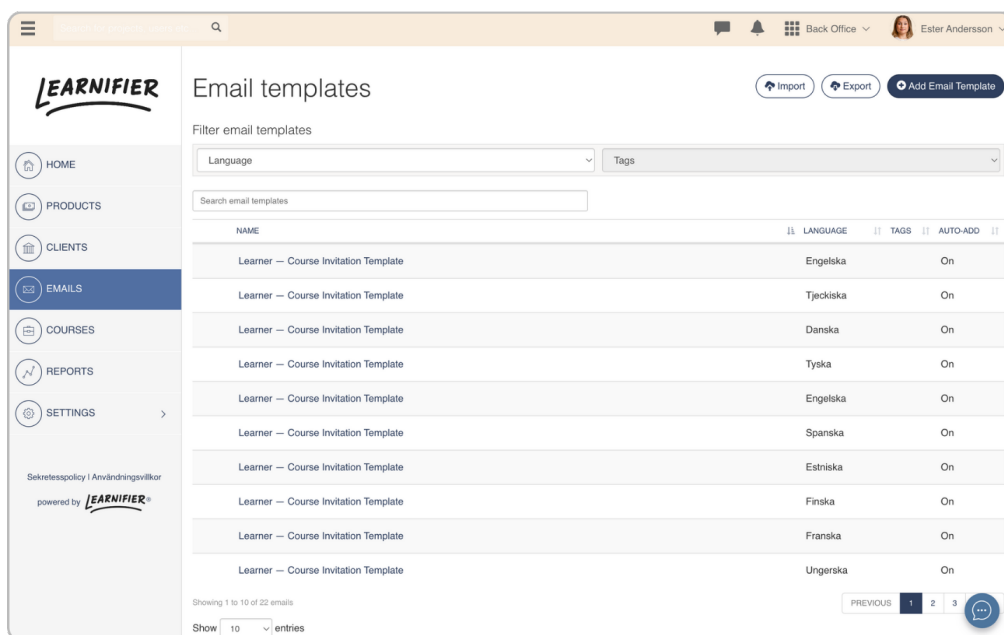 Back Office
Ester Andersson
LEARNIFIER
Email templates
Import
Export
Add Email Template
Filter email templates
Language
Tags
Search email templates
HOME
PRODUCTS
CLIENTS
EMAILS
COURSES
REPORTS
SETTINGS
Sekretesspolicy | Användningsvillkor
powered by LEARNIFIER®
NAME LANGUAGE TAGS AUTO-ADD
Learner — Course Invitation Template Engelska On
Learner — Course Invitation Template Tjeckiska On
Learner — Course Invitation Template Danska On
Learner — Course Invitation Template Tyska On
Learner — Course Invitation Template Engelska On
Learner — Course Invitation Template Spanska On
Learner — Course Invitation Template Estniska On
Learner — Course Invitation Template Finska On
Learner — Course Invitation Template Franska On
Learner — Course Invitation Template Ungerska On
Showing 1 to 10 of 22 emails
PREVIOUS 1 2 3
Show 10 entries